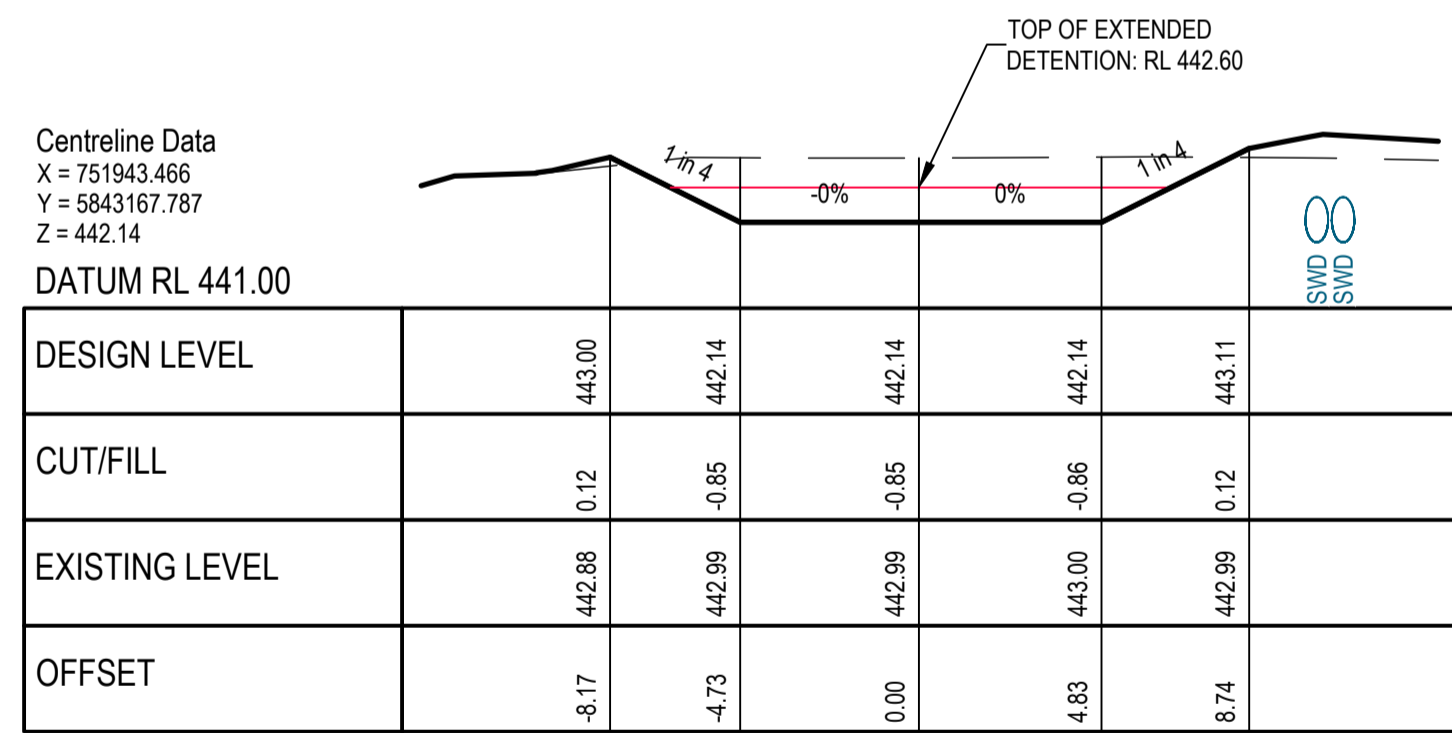 TOP OF EXTENDED
DETENTION: RL 442.60
Centreline Data
X = 751943.466
Y = 5843167.787
Z = 442.14
DATUM RL 441.00
1 in 4
-0%
0%
1 in 4
SWD
SWD
DESIGN LEVEL 443.00 442.14 442.14 442.14 443.11
CUT/FILL 0.12 -0.85 -0.85 -0.86 0.12
EXISTING LEVEL 442.88 442.99 442.99 443.00 442.99
OFFSET -8.17 -4.73 0.00 4.83 8.74